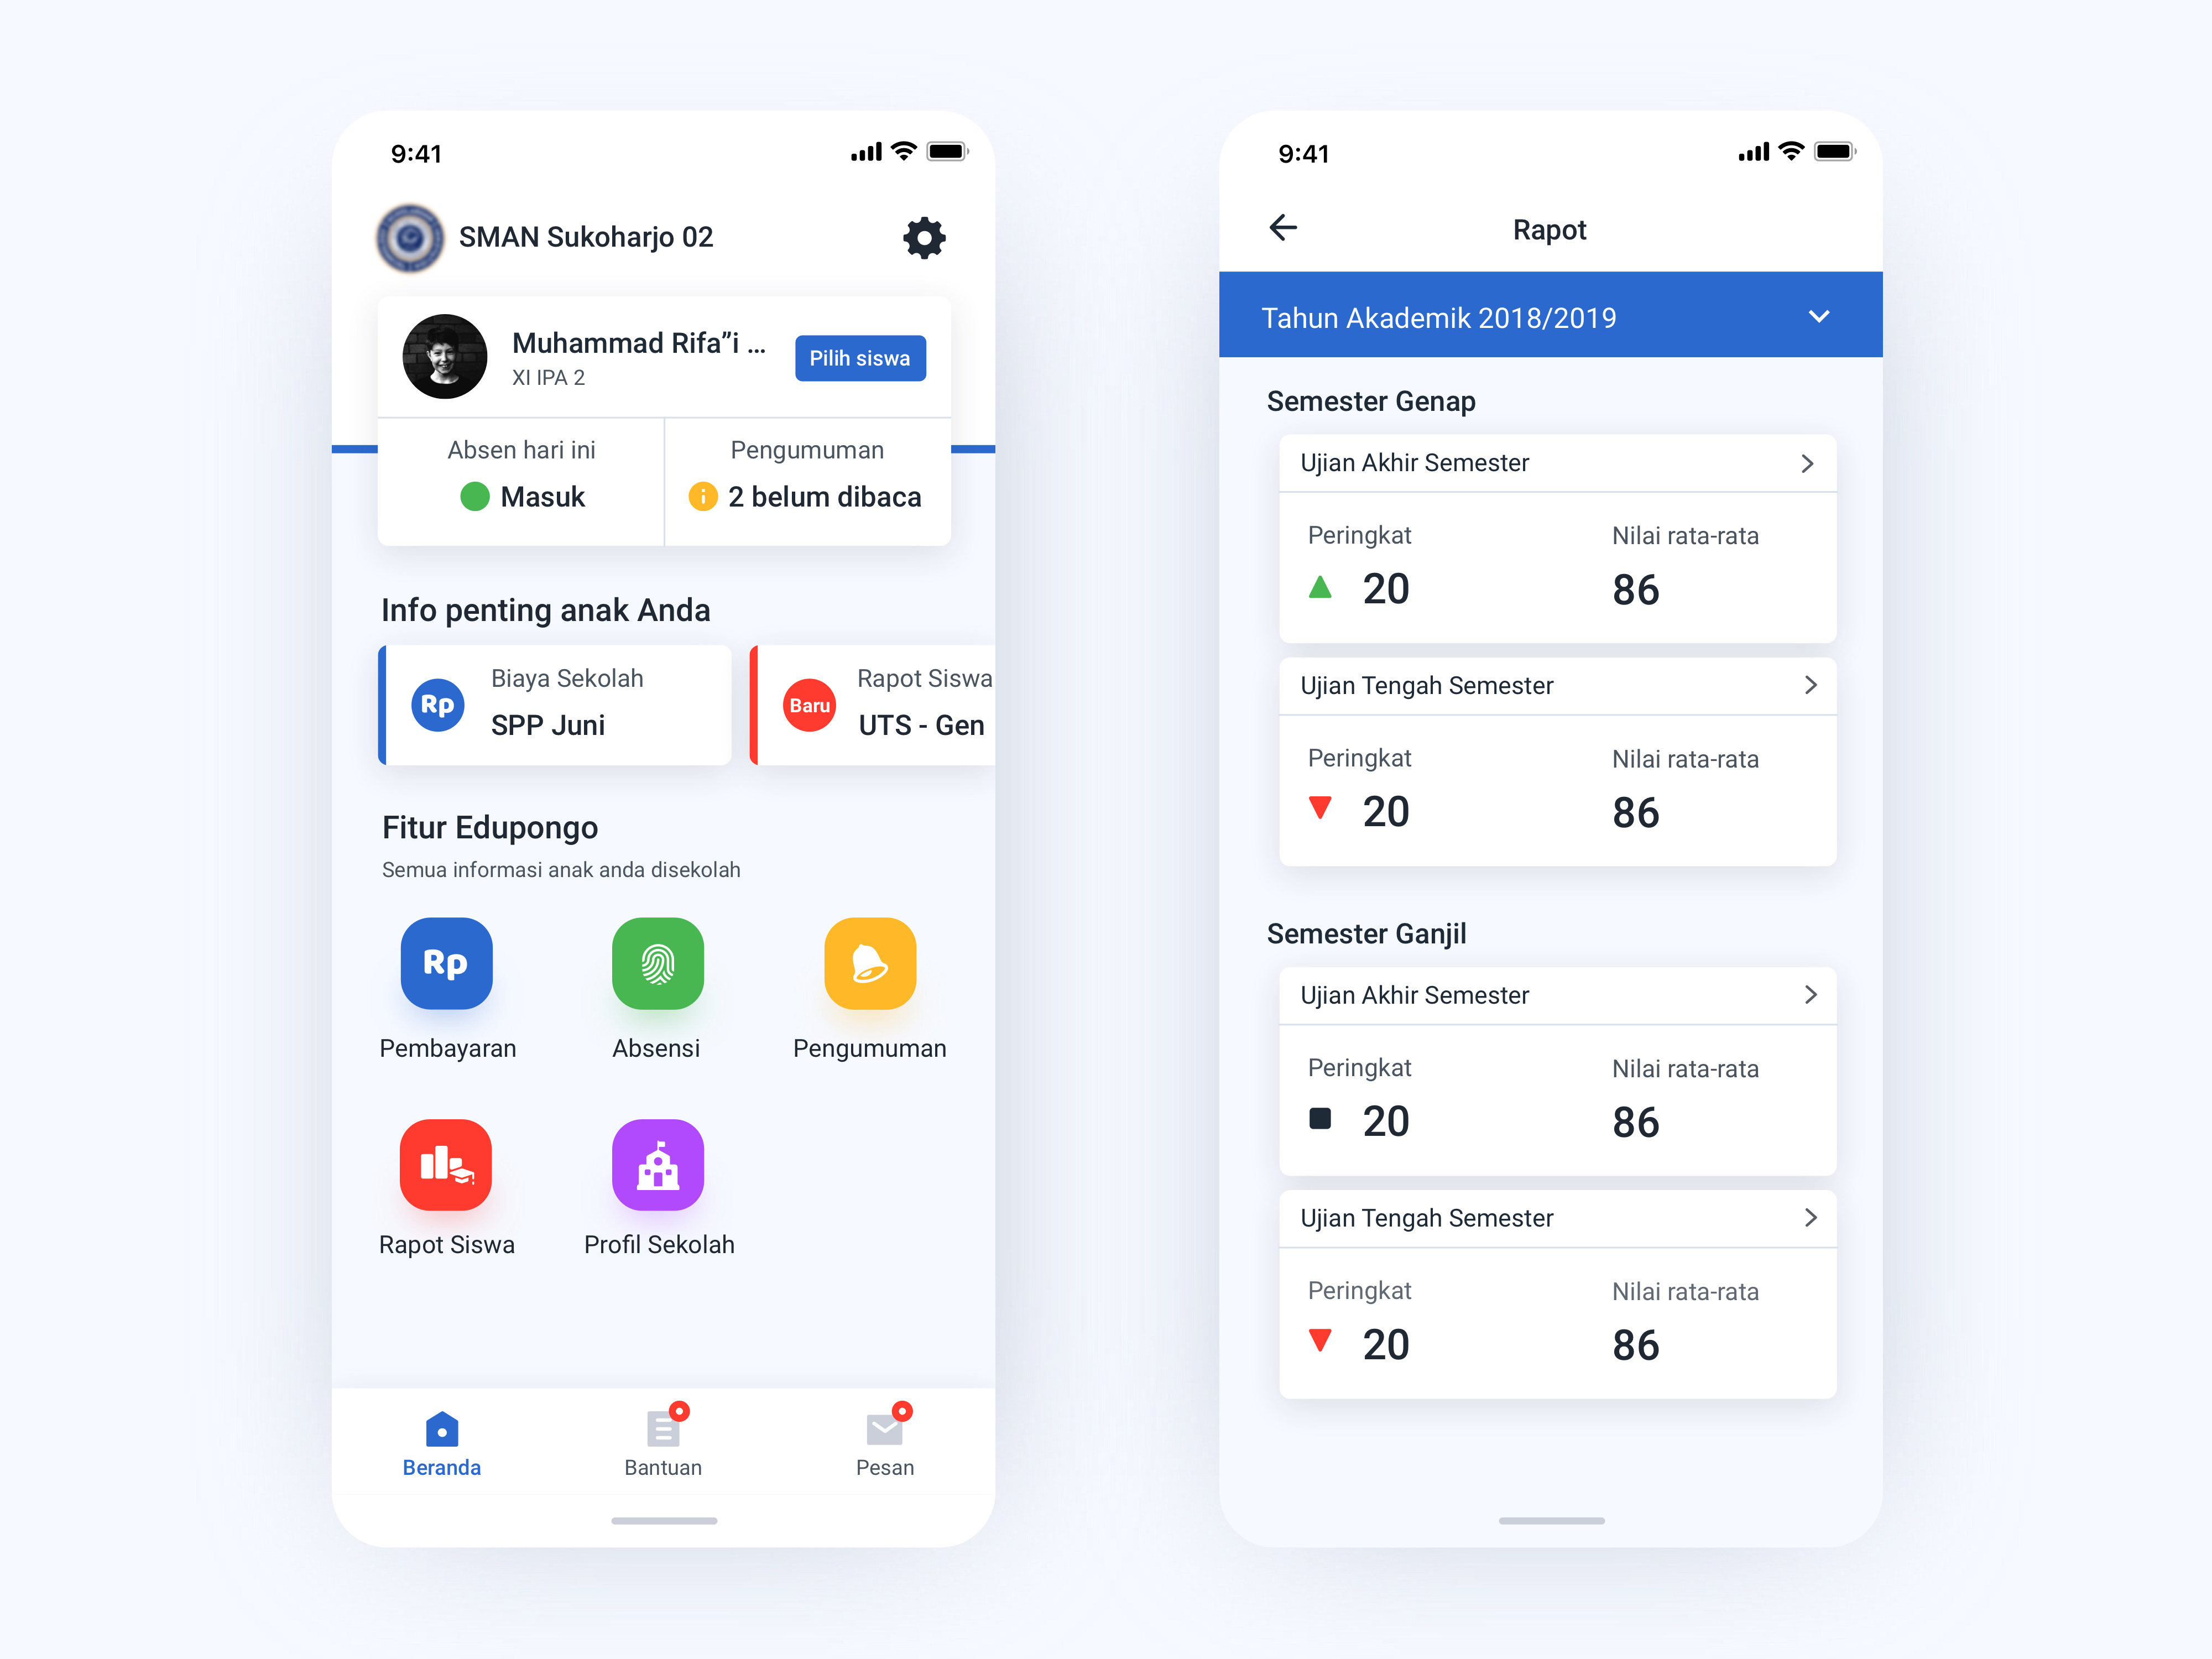 9:41
SMAN Sukoharjo 02
Muhammad Rifa”i ...
XI IPA 2
Pilih siswa
Absen hari ini
Masuk
Pengumuman
2 belum dibaca
Info penting anak Anda
Rp
Biaya Sekolah
SPP Juni
Baru
Rapot Siswa
UTS - Gen
Fitur Edupongo
Semua informasi anak anda disekolah
Rp
Pembayaran
Absensi
Pengumuman
Rapot Siswa
Profil Sekolah
Beranda
Bantuan
Pesan
9:41
Rapot
Tahun Akademik 2018/2019
Semester Genap
Ujian Akhir Semester
Peringkat
20
Nilai rata-rata
86
Ujian Tengah Semester
Peringkat
20
Nilai rata-rata
86
Semester Ganjil
Ujian Akhir Semester
Peringkat
20
Nilai rata-rata
86
Ujian Tengah Semester
Peringkat
20
Nilai rata-rata
86